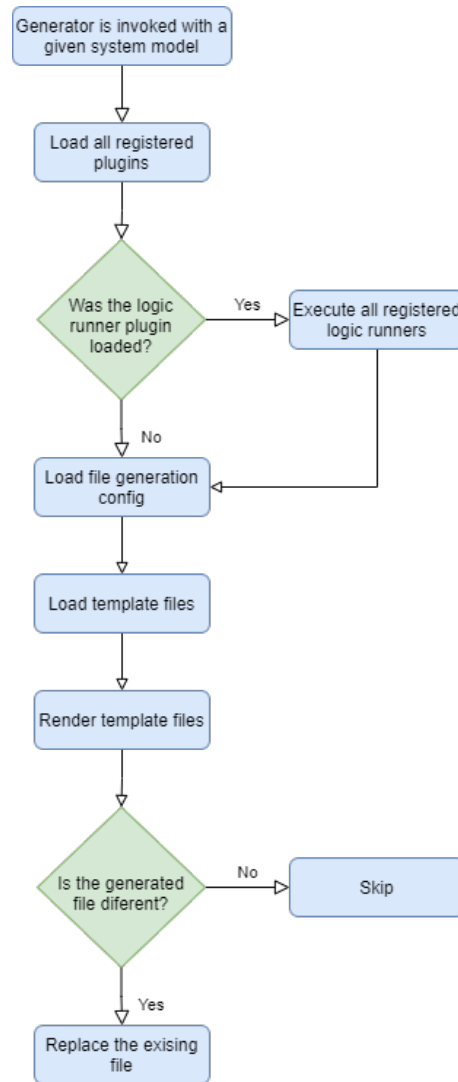 Generator is invoked with a
given system model
Load all registered
plugins
Was the logic
runner plugin
loaded?
Yes
Execute all registered
logic runners
No
Load file generation
config
Load template files
Render template files
Is the generated
file diferent?
No
Skip
Yes
Replace the exising
file